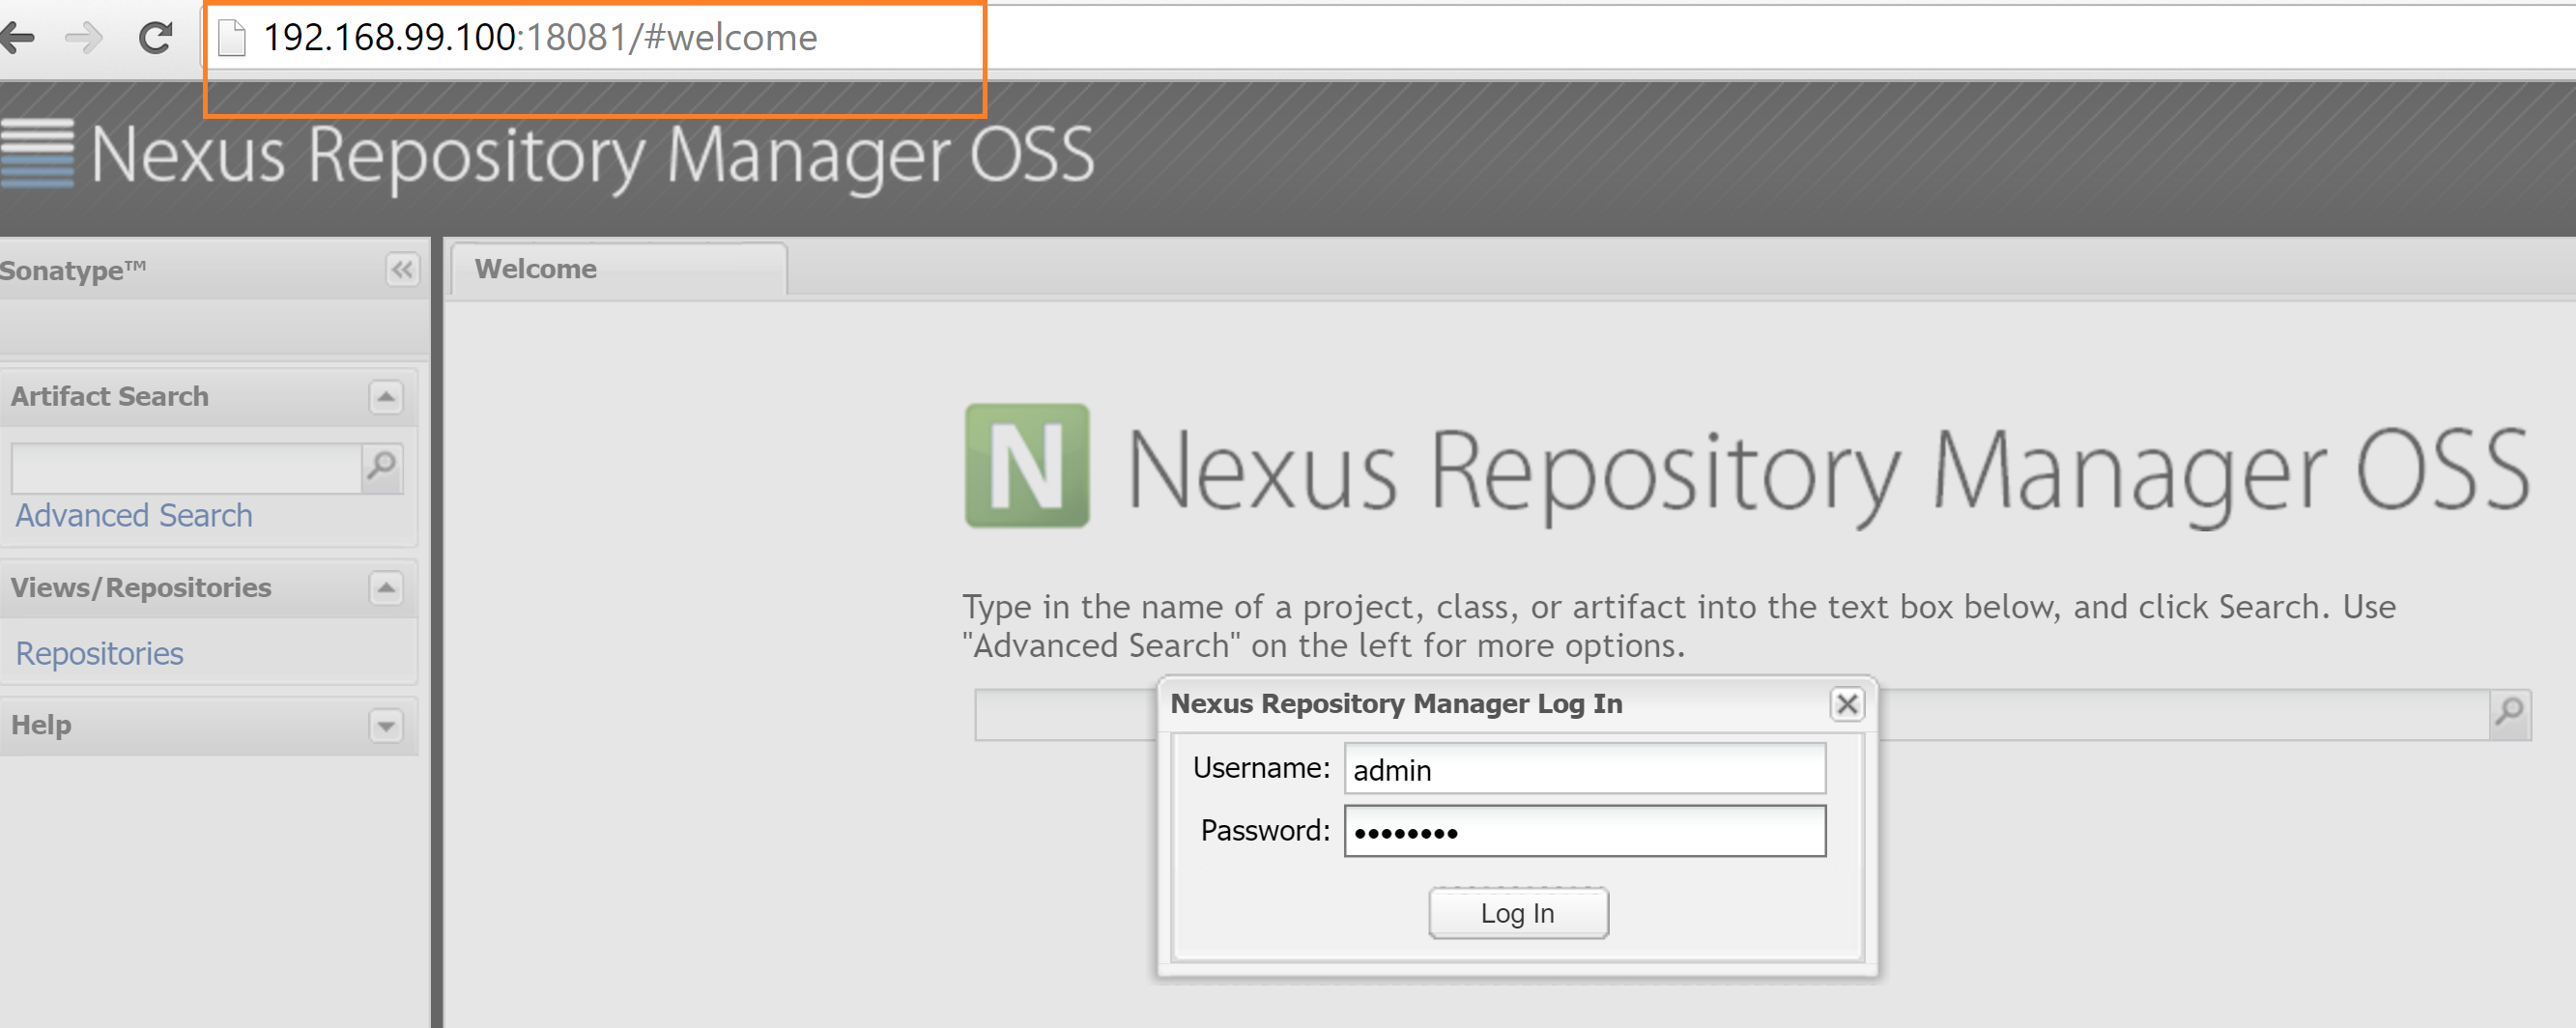 192.168.99.100:18081/#welcome
Nexus Repository Manager OSS
Sonatype™
Welcome
Artifact Search
Advanced Search
Views/Repositories
Repositories
Help
N Nexus Repository Manager OSS
Type in the name of a project, class, or artifact into the text box below, and click Search. Use
"Advanced Search" on the left for more options.
Nexus Repository Manager Log In
Username: admin
Password: ••••••••
Log In